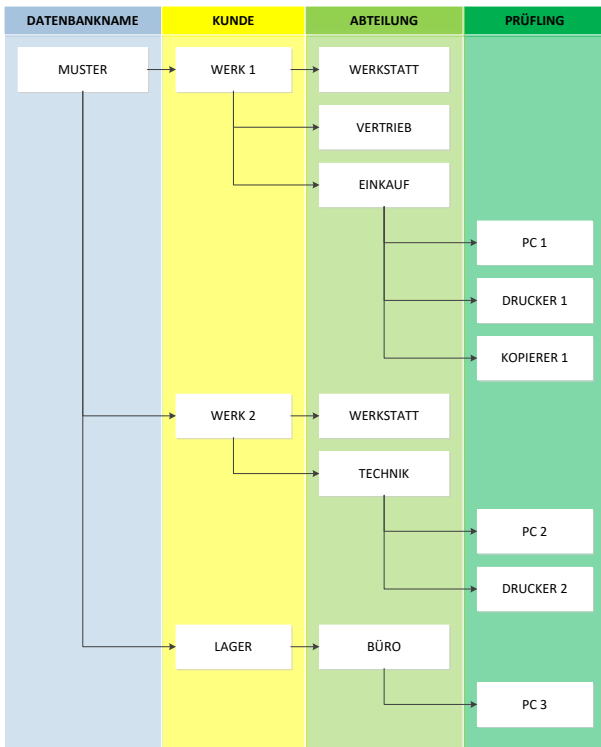 DATENBANKNAME KUNDE ABTEILUNG PRÜFLING
MUSTER WERK 1 WERKSTATT
VERTRIEB
EINKAUF
PC 1
DRUCKER 1
KOPIERER 1
WERK 2 WERKSTATT
TECHNIK
PC 2
DRUCKER 2
LAGER BÜRO
PC 3